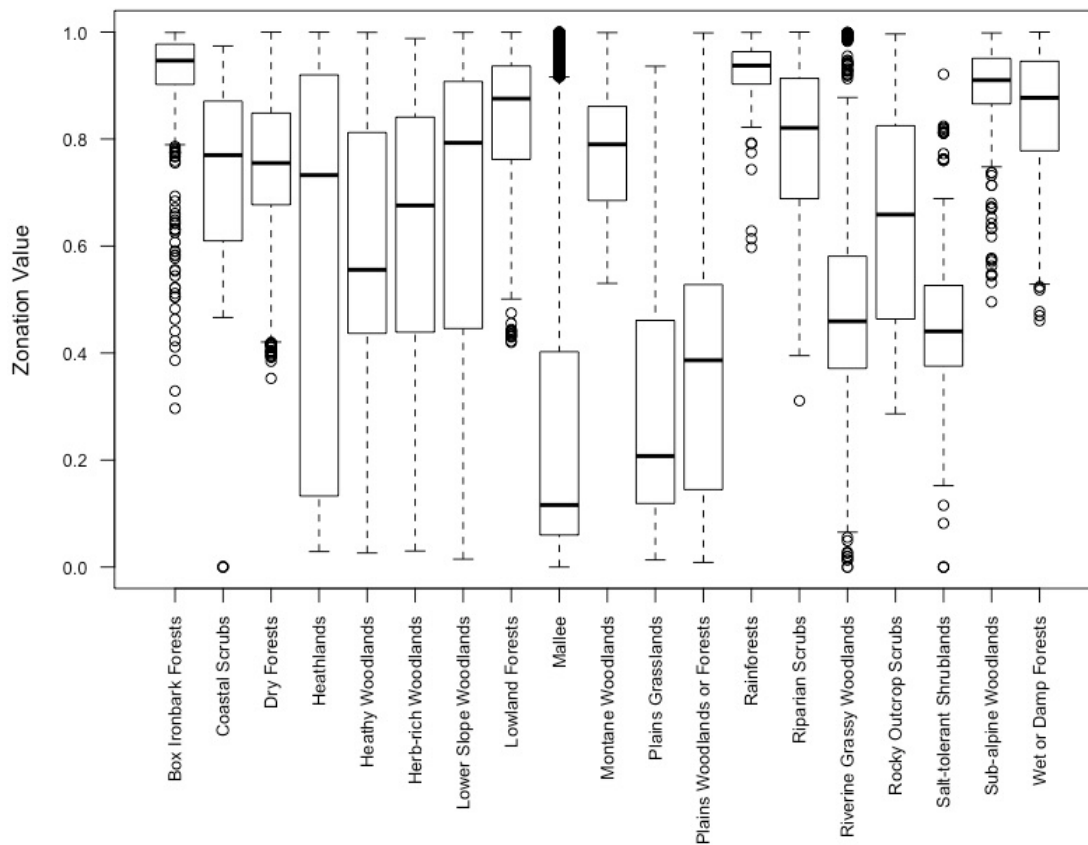 Zonation Value
1.0
0.8
0.6
0.4
0.2
0.0
Box Ironbark Forests
Coastal Scrubs
Dry Forests
Heathlands
Heathy Woodlands
Herb-rich Woodlands
Lower Slope Woodlands
Lowland Forests
Mallee
Montane Woodlands
Plains Grasslands
Plains Woodlands or Forests
Rainforests
Riparian Scrubs
Riverine Grassy Woodlands
Rocky Outcrop Scrubs
Salt-tolerant Shrublands
Sub-alpine Woodlands
Wet or Damp Forests